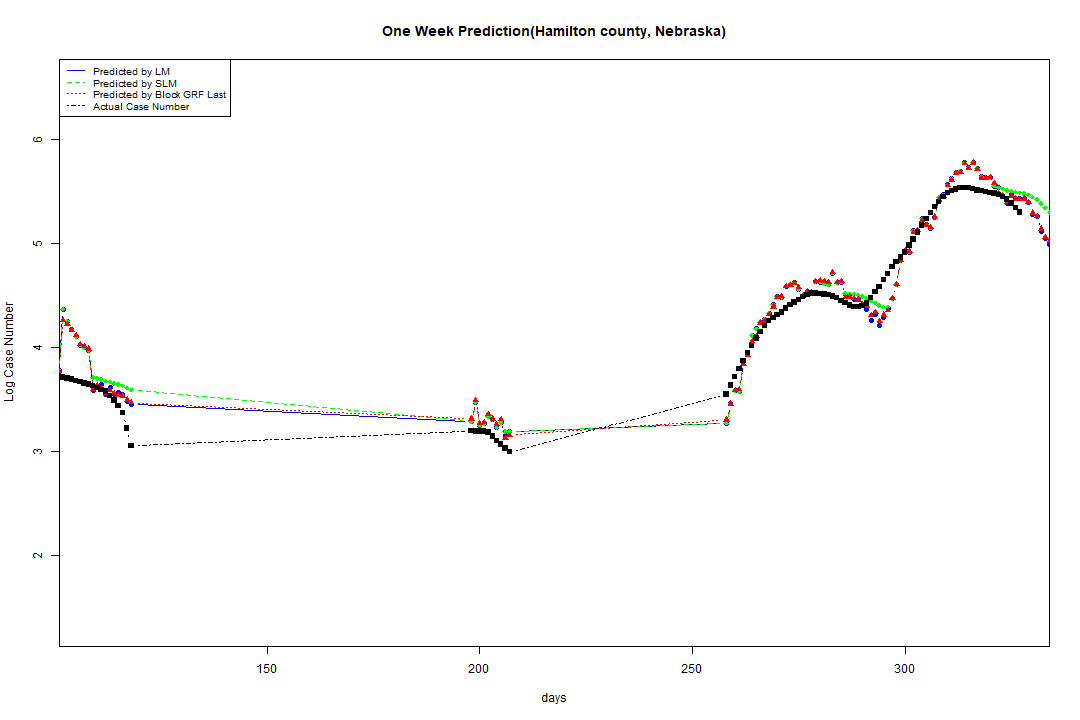 One Week Prediction(Hamilton county, Nebraska)
Predicted by LM
Predicted by SLM
Predicted by Block GRF Last
Actual Case Number
6
5
4
3
2
Log Case Number
150 200 250 300
days